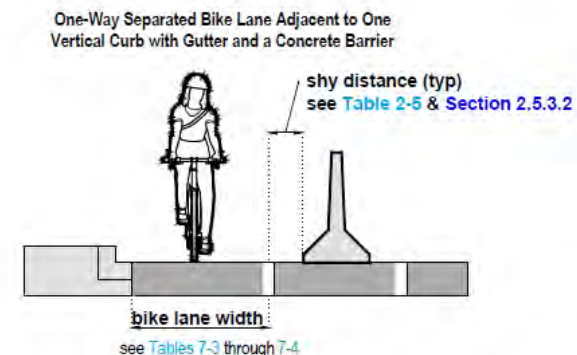 One-Way Separated Bike Lane Adjacent to One
Vertical Curb with Gutter and a Concrete Barrier
shy distance (typ)
see Table 2-5 & Section 2.5.3.2
bike lane width
see Tables 7-3 through 7-4